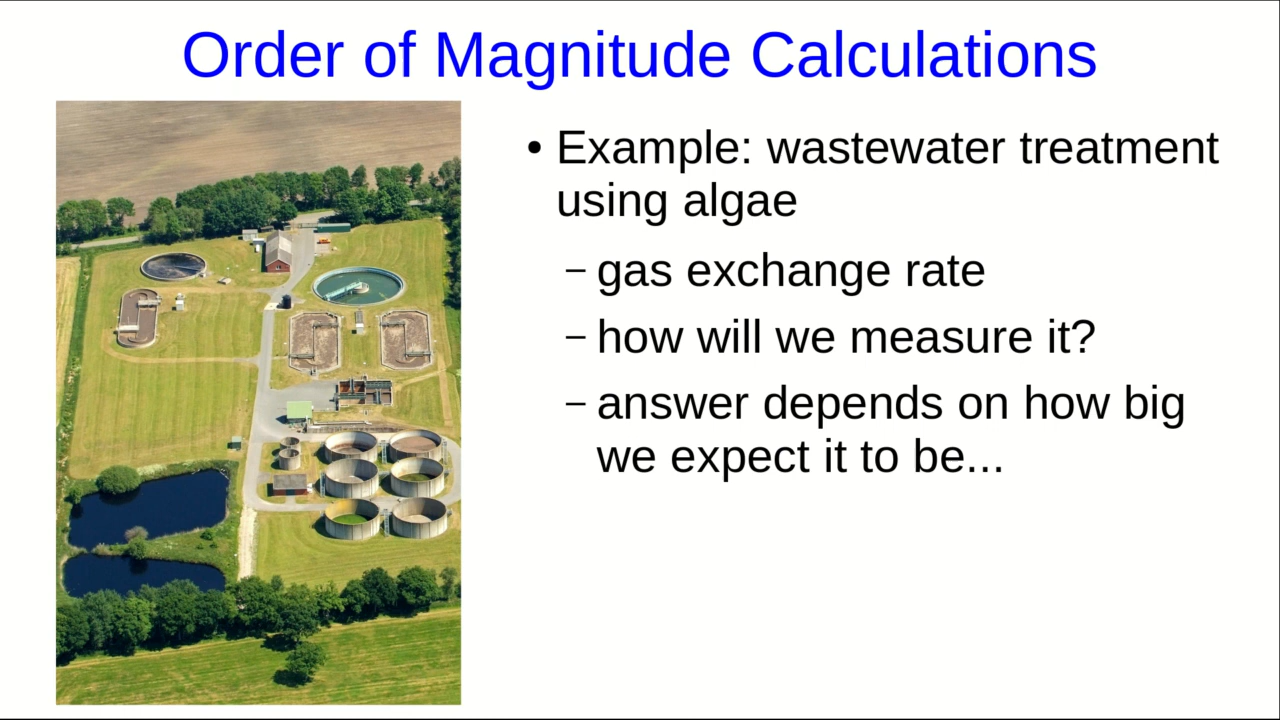 Order of Magnitude Calculations
• Example: wastewater treatment
using algae
– gas exchange rate
– how will we measure it?
– answer depends on how big
we expect it to be...